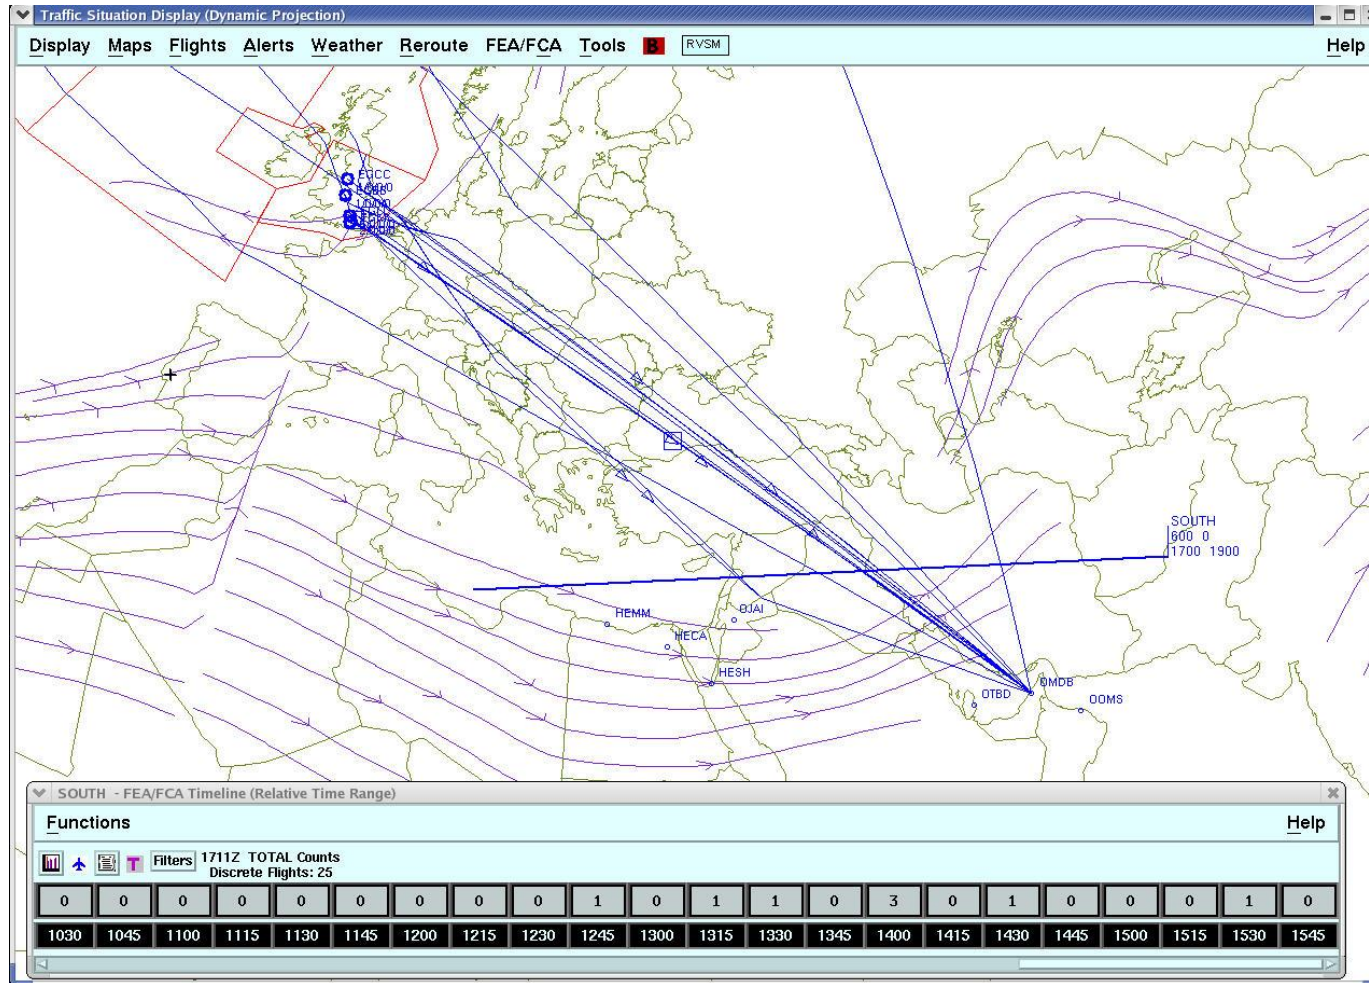 Traffic Situation Display (Dynamic Projection)
Display Maps Flights Alerts Weather Reroute FEA/FCA Tools B RVSM Help
EGCC
SOUTH
600 0
1700 1900
HEMM
OJAI
HECA
HESH
OMDB
OTBD
OOMS
SOUTH - FEA/FCA Timeline (Relative Time Range)
Functions Help
T Filters 1711Z TOTAL Counts
Discrete Flights: 25
0 0 0 0 0 0 0 0 0 1 0 1 1 0 3 0 1 0 0 0 1 0
1030 1045 1100 1115 1130 1145 1200 1215 1230 1245 1300 1315 1330 1345 1400 1415 1430 1445 1500 1515 1530 1545